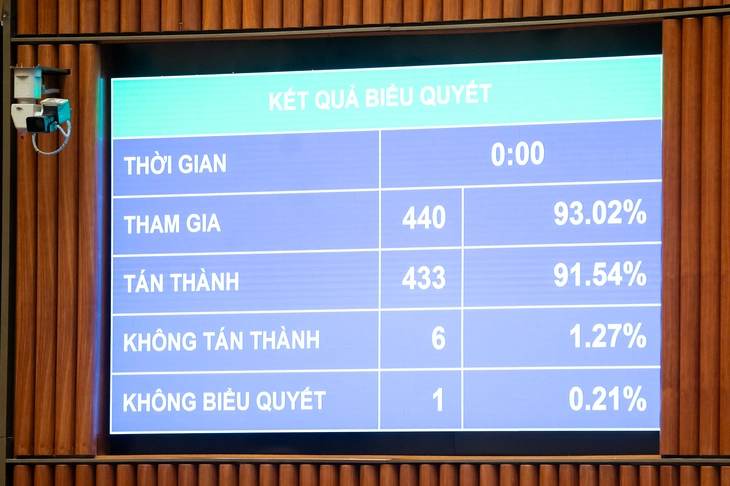 KẾT QUẢ BIỂU QUYẾT
THỜI GIAN 0:00
THAM GIA 440 93.02%
TÁN THÀNH 433 91.54%
KHÔNG TÁN THÀNH 6 1.27%
KHÔNG BIỂU QUYẾT 1 0.21%